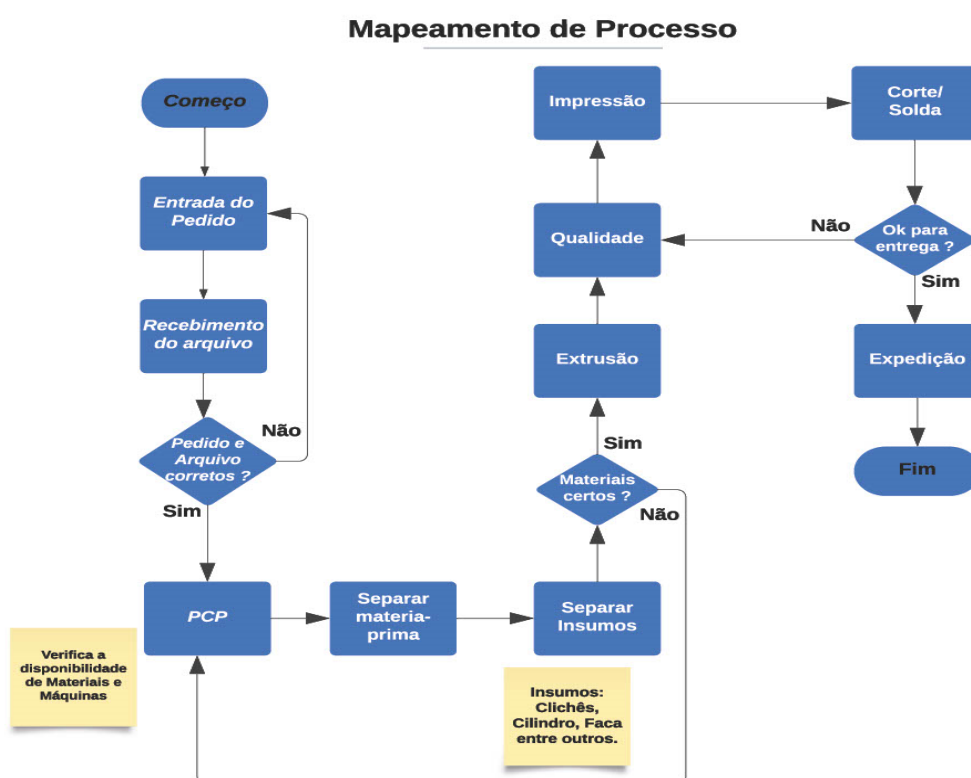 Mapeamento de Processo
Começo
Entrada do
Pedido
Recebimento
do arquivo
Pedido e
Arquivo
corretos ?
Não
Sim
PCP
Verifica a
disponibilidade
de Materiais e
Máquinas
Separar
materia-
prima
Separar
Insumos
Insumos:
Clichês,
Cilindro, Faca
entre outros.
Materiais
certos ?
Não
Sim
Extrusão
Qualidade
Impressão
Corte/
Solda
Ok para
entrega ?
Não
Sim
Expedição
Fim